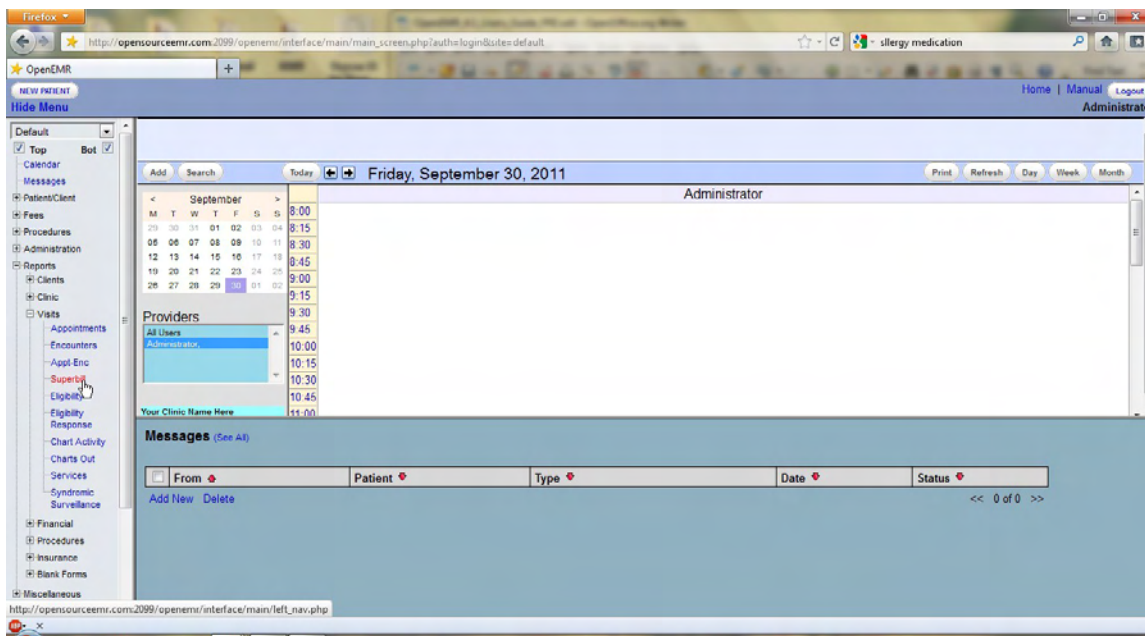 Firefox
http://opensourceemr.com:2099/openemr/interface/main/main_screen.php?auth=login&site=default
sllergy medication
OpenEMR
+
NEW PATIENT
Home | Manual Logout
Hide Menu
Administrat
Default
Top Bot
Calendar
Messages
Patient/Client
Fees
Procedures
Administration
Reports
Clients
Clinic
Visits
Appointments
Encounters
Appt-Enc
Superbill
Eligibility
Eligibility
Response
Chart Activity
Charts Out
Services
Syndromic
Surveillance
Financial
Procedures
Insurance
Blank Forms
Miscellaneous
Add Search Today Friday, September 30, 2011 Print Refresh Day Week Month
Administrator
< September >
M T W T F S S
29 30 31 01 02 03 04
05 06 07 08 09 10 11
12 13 14 15 16 17 18
19 20 21 22 23 24 25
26 27 28 29 30 01 02
Providers
All Users
Administrator,
Your Clinic Name Here
8:00
8:15
8:30
8:45
9:00
9:15
9:30
9:45
10:00
10:15
10:30
10:45
11:00
Messages (See All)
From Patient Type Date Status
Add New Delete << 0 of 0 >>
http://opensourceemr.com:2099/openemr/interface/main/left_nav.php
ABP